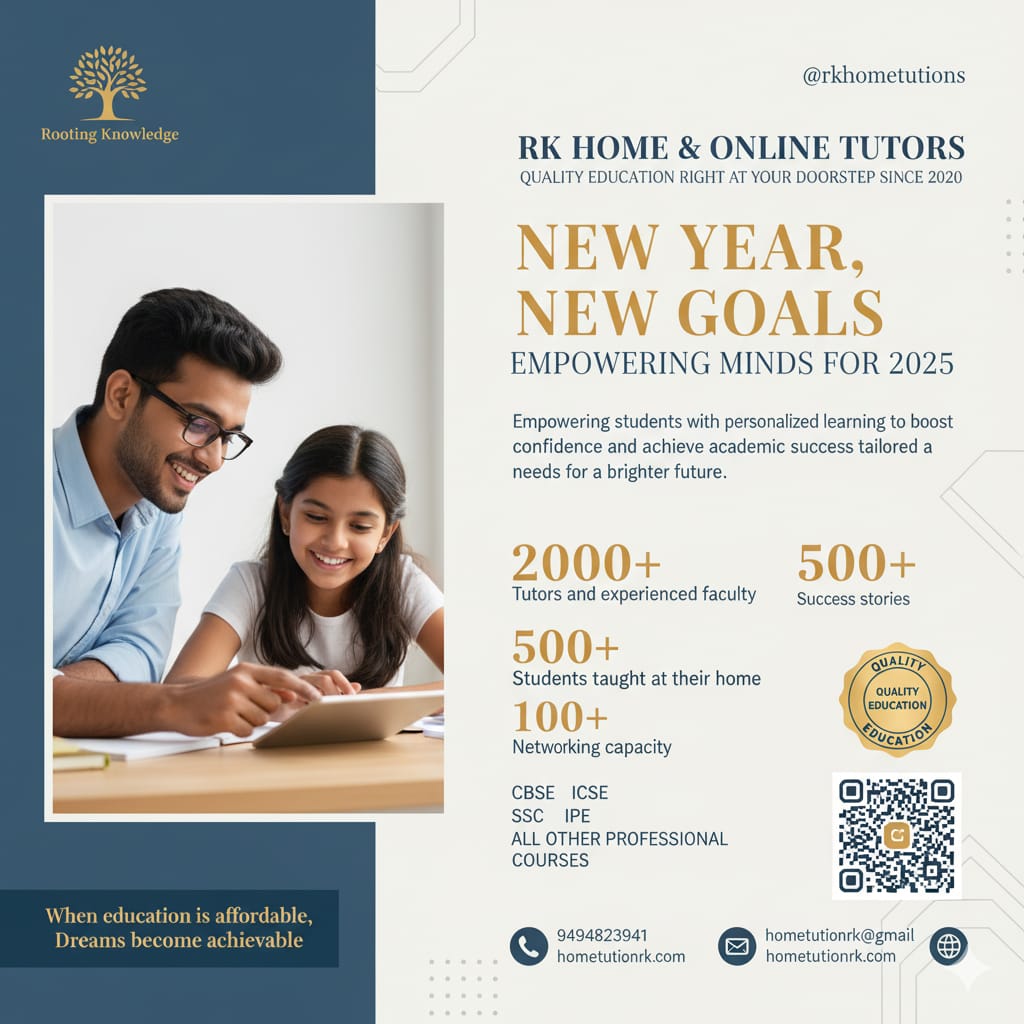 Rooting Knowledge
@rkhometutions
RK HOME & ONLINE TUTORS
QUALITY EDUCATION RIGHT AT YOUR DOORSTEP SINCE 2020
NEW YEAR,
NEW GOALS
EMPOWERING MINDS FOR 2025
Empowering students with personalized learning to boost
confidence and achieve academic success tailored a
needs for a brighter future.
2000+
Tutors and experienced faculty
500+
Success stories
500+
Students taught at their home
100+
Networking capacity
QUALITY
QUALITY
EDUCATION
EDUCATION
CBSE ICSE
SSC IPE
ALL OTHER PROFESSIONAL
COURSES
When education is affordable,
Dreams become achievable
9494823941
hometutionrk.com
hometutionrk@gmail
hometutionrk.com